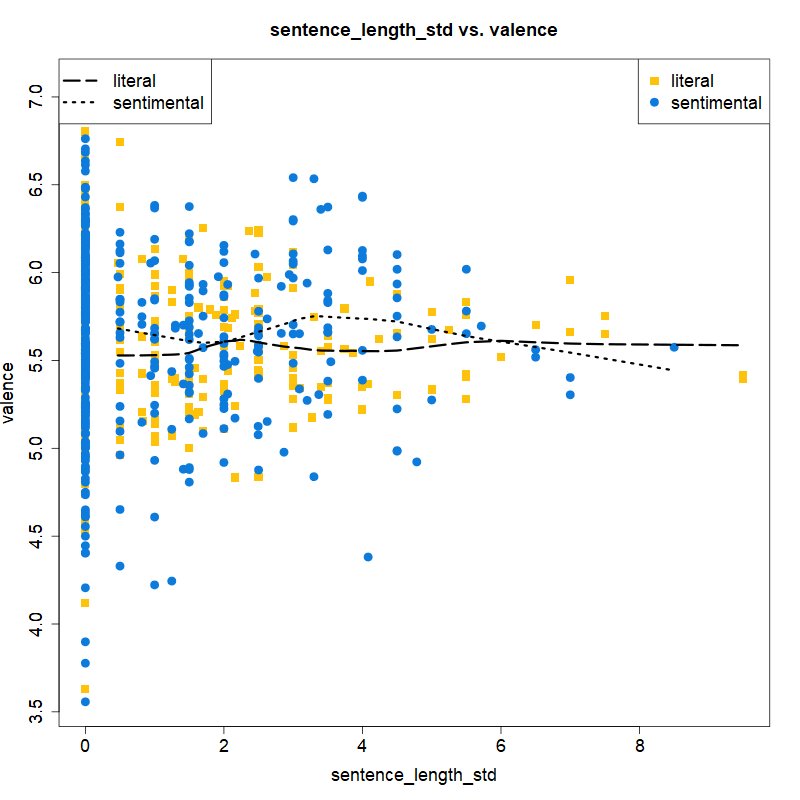 sentence_length_std vs. valence
literal
sentimental
literal
sentimental
valence
7.0
6.5
6.0
5.5
5.0
4.5
4.0
3.5
0 2 4 6 8
sentence_length_std